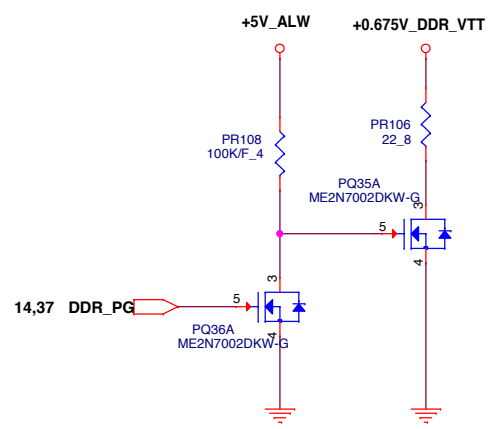 +5V_ALW
+0.675V_DDR_VTT
PR108
100K/F_4
PR106
22_8
PQ35A
ME2N7002DKW-G
3
5
4
3
14,37 DDR_PG
5
PQ36A
4
ME2N7002DKW-G